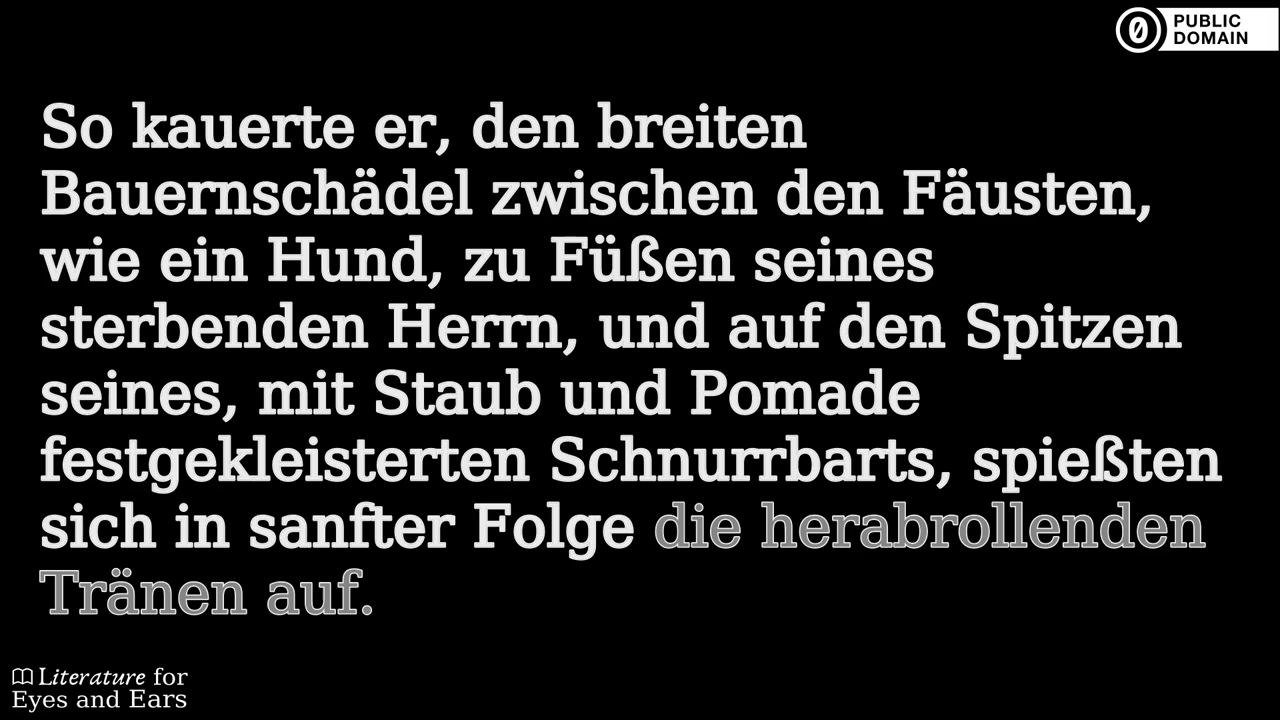 PUBLIC
DOMAIN
So kauerte er, den breiten
Bauernschädel zwischen den Fäusten,
wie ein Hund, zu Füßen seines
sterbenden Herrn, und auf den Spitzen
seines, mit Staub und Pomade
festgekleisterten Schnurrbarts, spießten
sich in sanfter Folge die herabrollenden
Tränen auf.
Literature for
Eyes and Ears